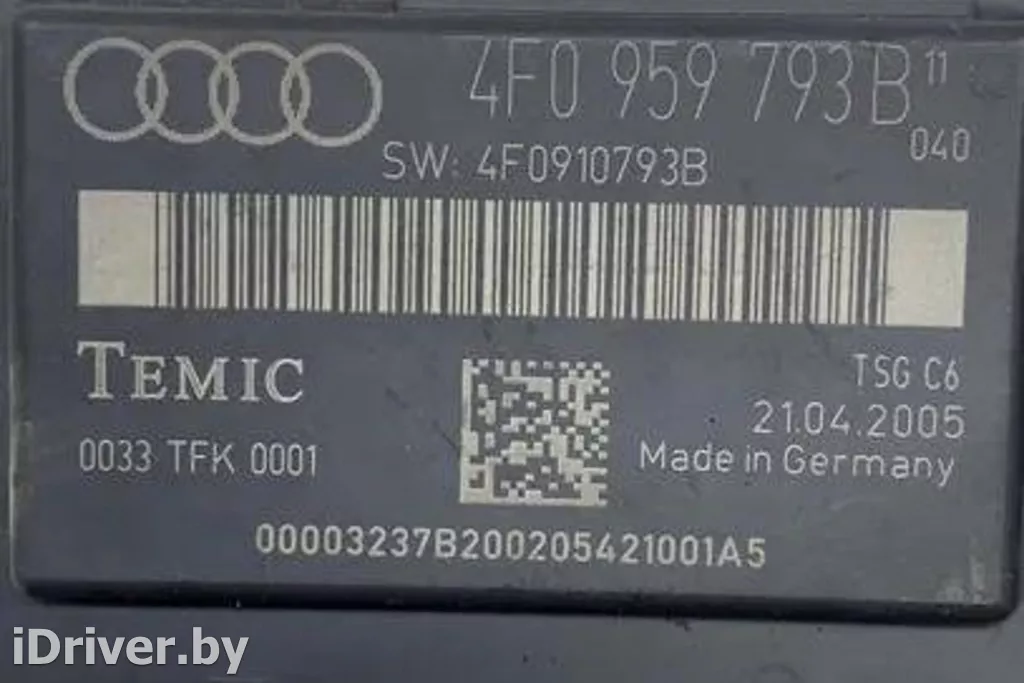 4F0 959 793B 11
040
SW: 4F0910793B
TEMIC
TSG C6
21.04.2005
0033 TFK 0001
Made in Germany
00003237B200205421001A5
iDriver.by